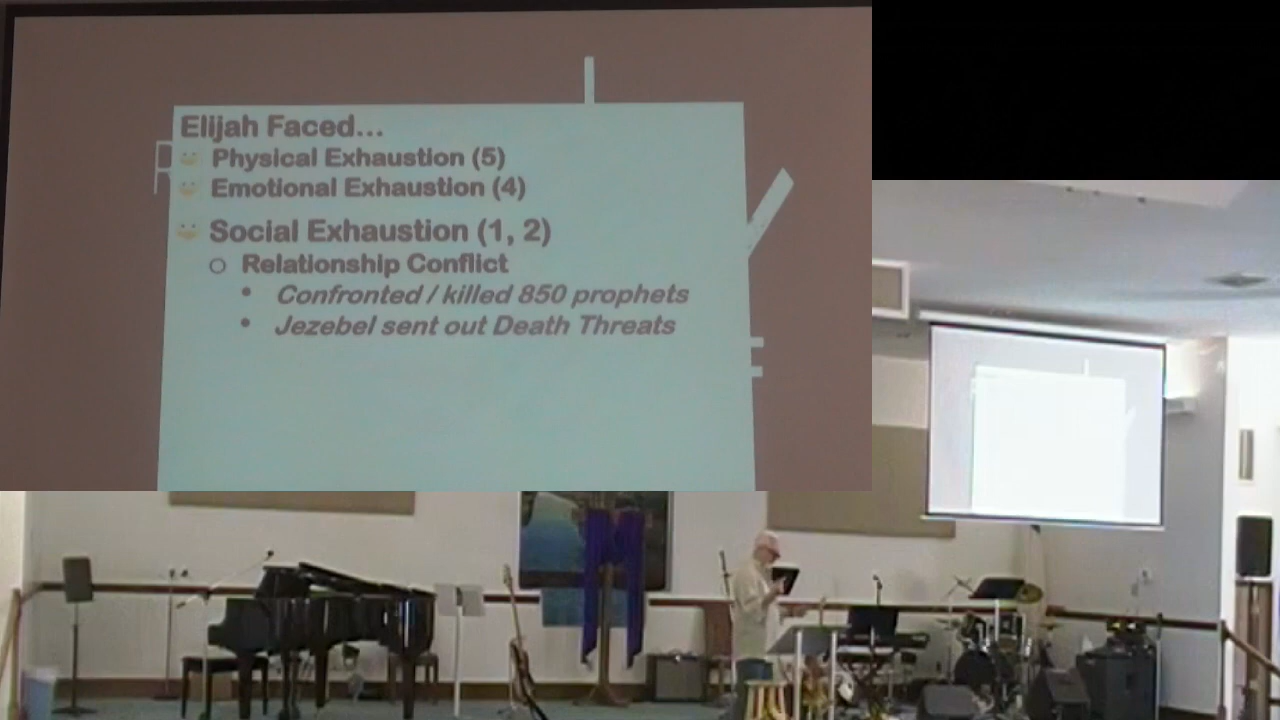 Elijah Faced...
Physical Exhaustion (5)
Emotional Exhaustion (4)
Social Exhaustion (1, 2)
Relationship Conflict
Confronted / killed 850 prophets
Jezebel sent out Death Threats